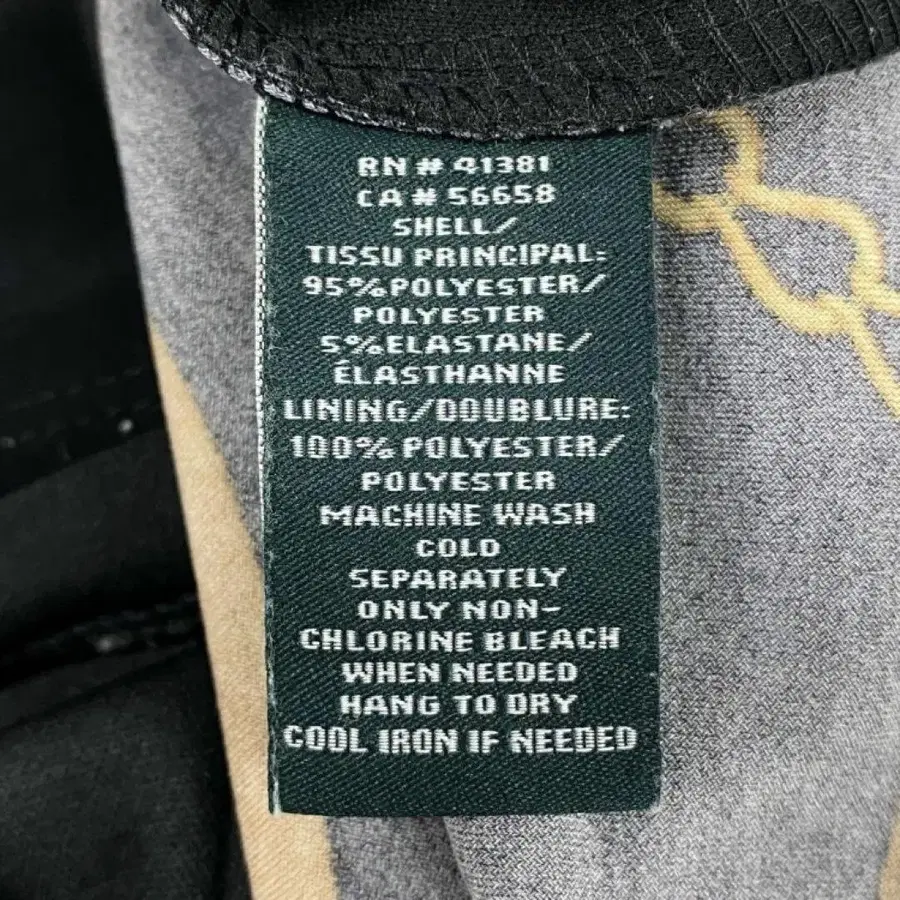 RN # 41381
CA # 56658
SHELL/
TISSU PRINCIPAL:
95%POLYESTER/
POLYESTER
5%ELASTANE/
ÉLASTHANNE
LINING/DOUBLURE:
100% POLYESTER/
POLYESTER
MACHINE WASH
COLD
SEPARATELY
ONLY NON-
CHLORINE BLEACH
WHEN NEEDED
HANG TO DRY
COOL IRON IF NEEDED